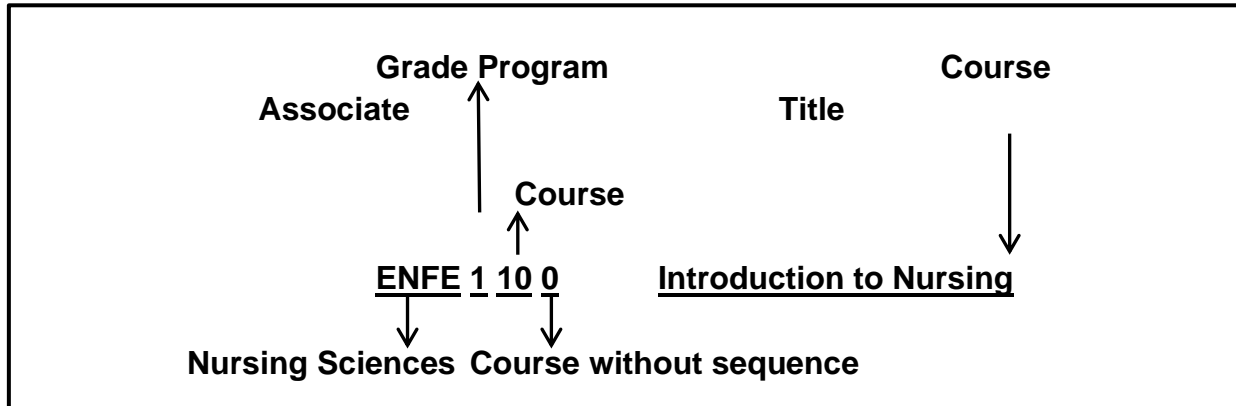 Grade Program Course
Associate Title
Course
ENFE 1 10 0 Introduction to Nursing
Nursing Sciences Course without sequence